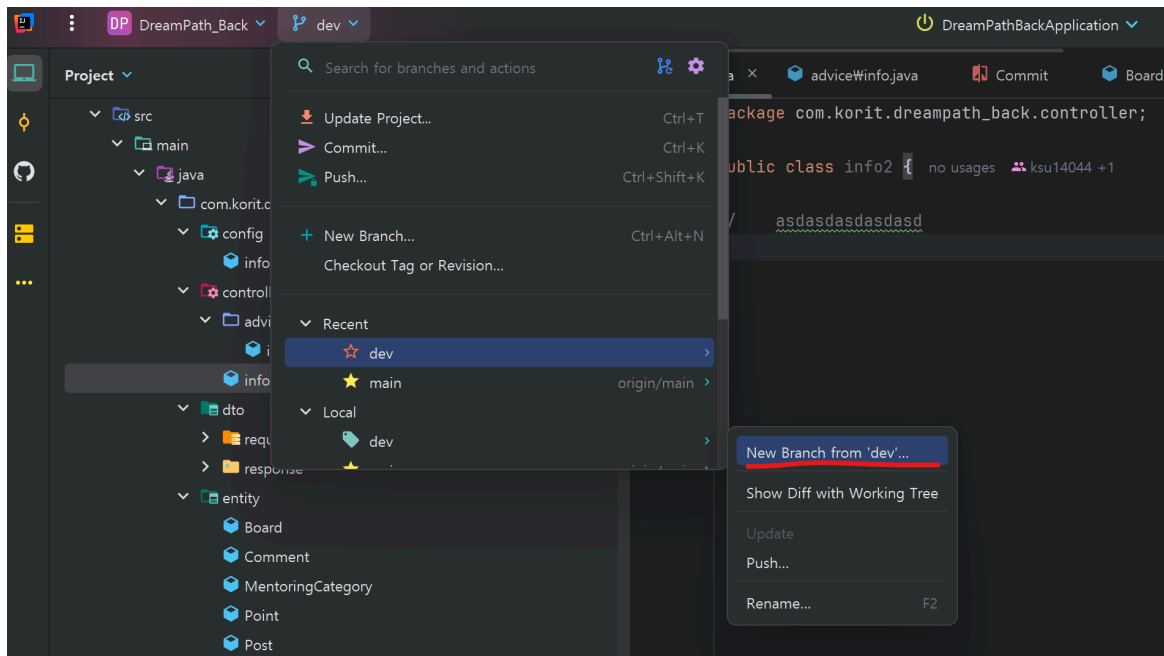 DP DreamPath_Back dev DreamPathBackApplication
Project
src
main
java
com.korit.d
config
info
controll
advi
i
info
dto
requ
response
entity
Board
Comment
MentoringCategory
Point
Post
Search for branches and actions
Update Project... Ctrl+T
Commit... Ctrl+K
Push... Ctrl+Shift+K
New Branch... Ctrl+Alt+N
Checkout Tag or Revision...
Recent
dev
main origin/main
Local
dev
a advice₩info.java Commit Board
ackage com.korit.dreampath_back.controller;
ublic class info2 { no usages ksu14044 +1
/ asdasdasdasdasd
New Branch from 'dev'...
Show Diff with Working Tree
Update
Push...
Rename... F2